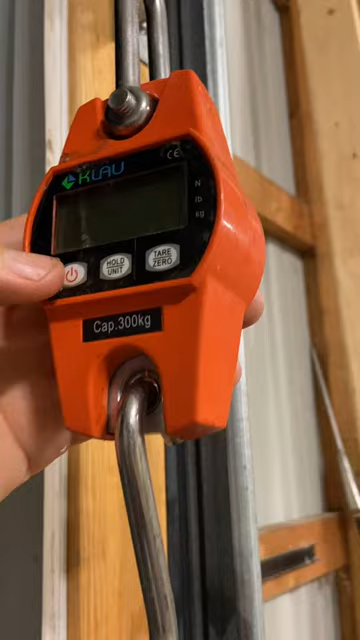 KLAU
CE
N
lb
kg
HOLD
UNIT
TARE
ZERO
Cap.300kg